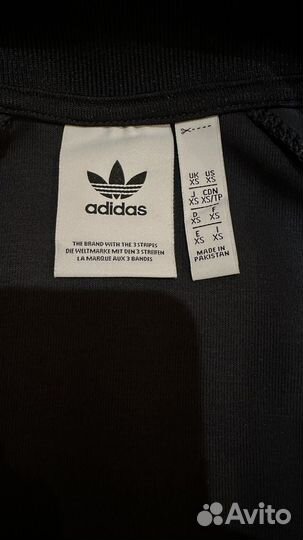 adidas
THE BRAND WITH THE 3 STRIPES
DIE WELTMARKE MIT DEN 3 STREIFEN
LA MARQUE AUX 3 BANDES
UK US
XS XS
J CDN
XS XS/TP
D F
XS XS
E I
XS XS
MADE IN
PAKISTAN
Avito